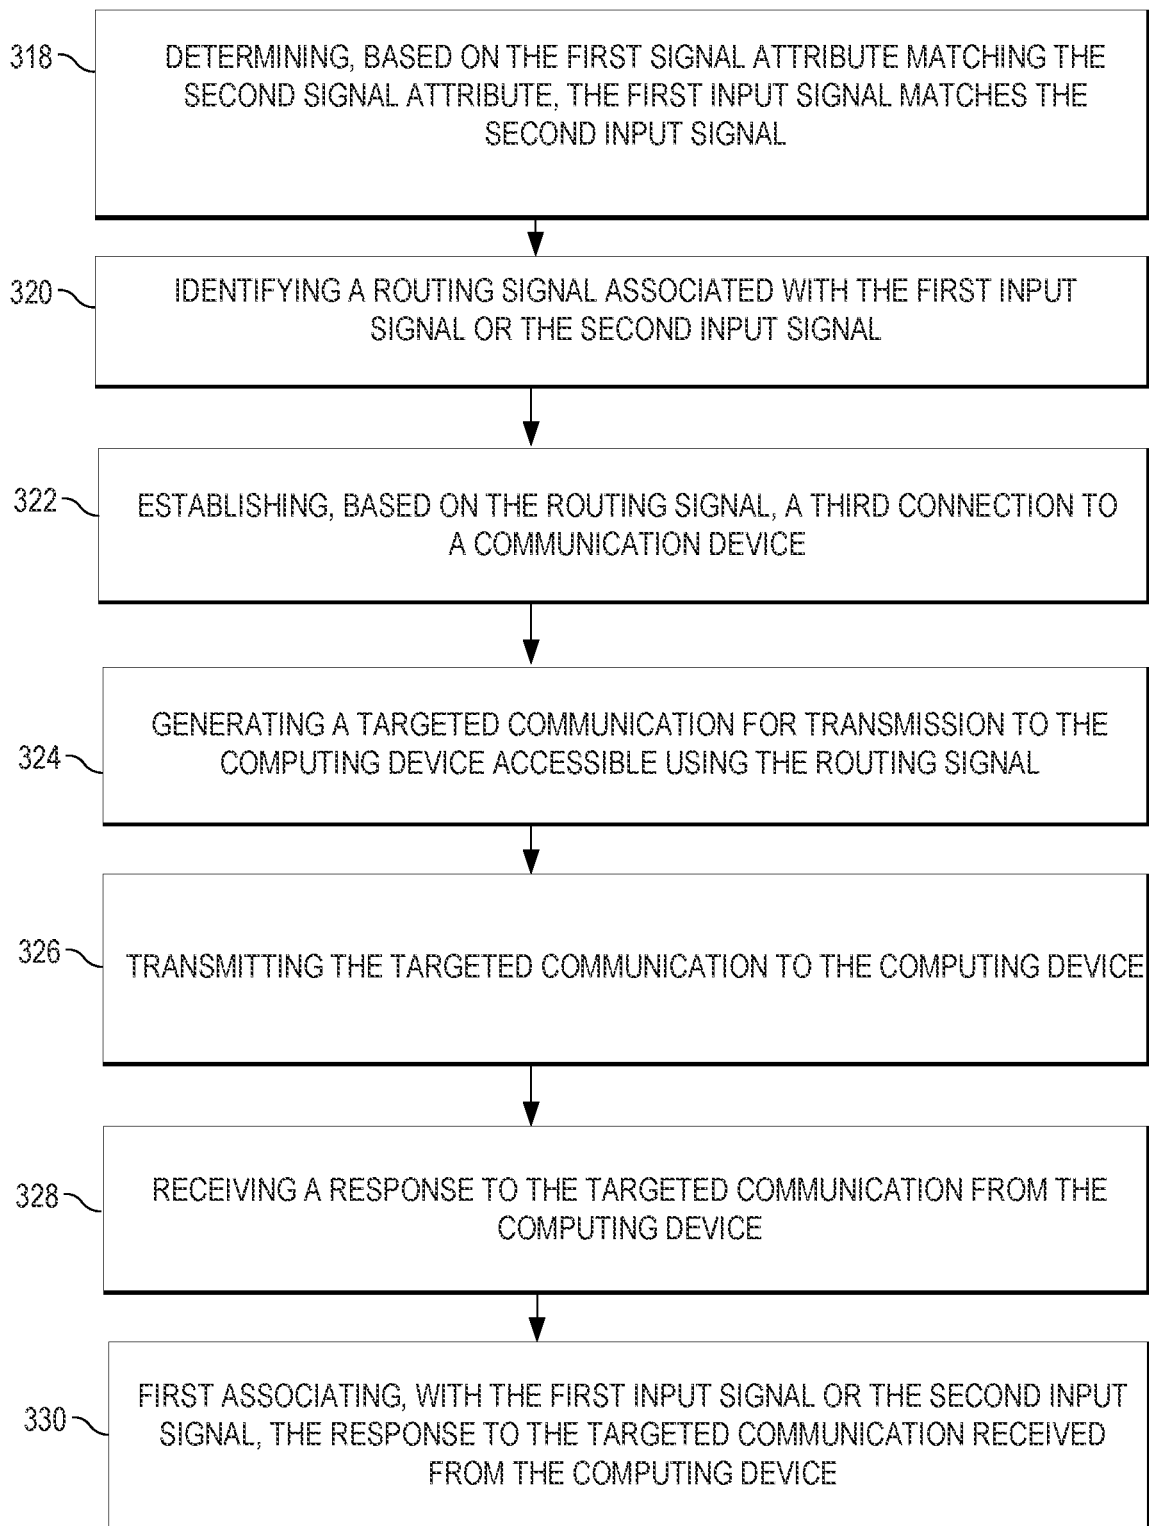 318
DETERMINING, BASED ON THE FIRST SIGNAL ATTRIBUTE MATCHING THE
SECOND SIGNAL ATTRIBUTE, THE FIRST INPUT SIGNAL MATCHES THE
SECOND INPUT SIGNAL
320
IDENTIFYING A ROUTING SIGNAL ASSOCIATED WITH THE FIRST INPUT
SIGNAL OR THE SECOND INPUT SIGNAL
322
ESTABLISHING, BASED ON THE ROUTING SIGNAL, A THIRD CONNECTION TO
A COMMUNICATION DEVICE
324
GENERATING A TARGETED COMMUNICATION FOR TRANSMISSION TO THE
COMPUTING DEVICE ACCESSIBLE USING THE ROUTING SIGNAL
326
TRANSMITTING THE TARGETED COMMUNICATION TO THE COMPUTING DEVICE
328
RECEIVING A RESPONSE TO THE TARGETED COMMUNICATION FROM THE
COMPUTING DEVICE
330
FIRST ASSOCIATING, WITH THE FIRST INPUT SIGNAL OR THE SECOND INPUT
SIGNAL, THE RESPONSE TO THE TARGETED COMMUNICATION RECEIVED
FROM THE COMPUTING DEVICE